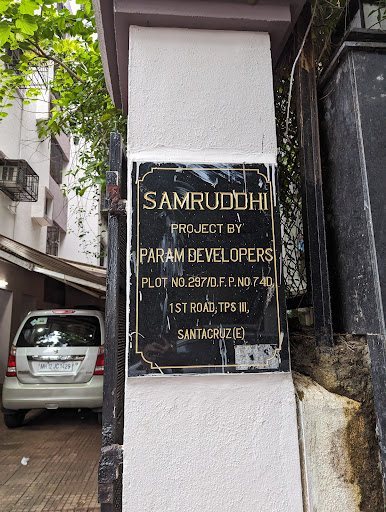 SAMRUDDHI
PROJECT BY
PARAM DEVELOPERS
PLOT NO.297/D.F.P.NO 74D,
1ST ROAD, TPS III,
SANTACRUZ(E)